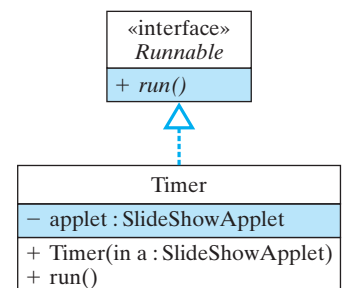 «interface»
Runnable
+ run()
Timer
− applet : SlideShowApplet
+ Timer(in a : SlideShowApplet)
+ run()